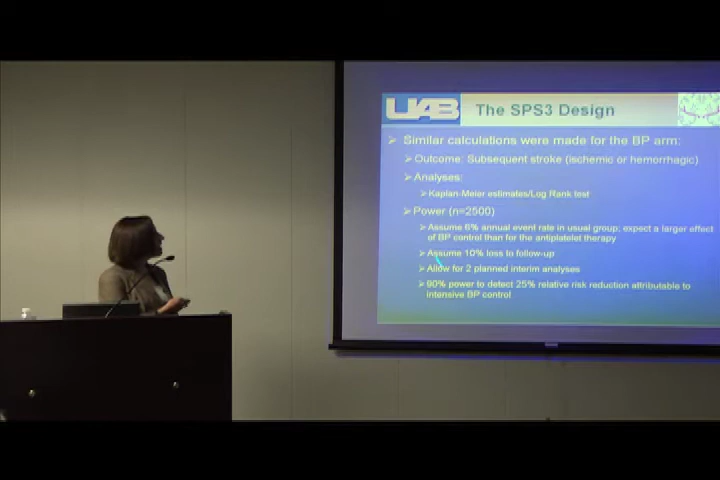 UAB
The SPS3 Design
Similar calculations were made for the BP arm:
Outcome: Subsequent stroke (ischemic or hemorrhagic)
Analyses:
Kaplan-Meier estimates/Log Rank test
Power (n=2500)
Assume 6% annual event rate in usual group; expect a larger effect
of BP control than for the antiplatelet therapy
Assume 10% loss to follow-up
Allow for 2 planned interim analyses
90% power to detect 25% relative risk reduction attributable to
intensive BP control